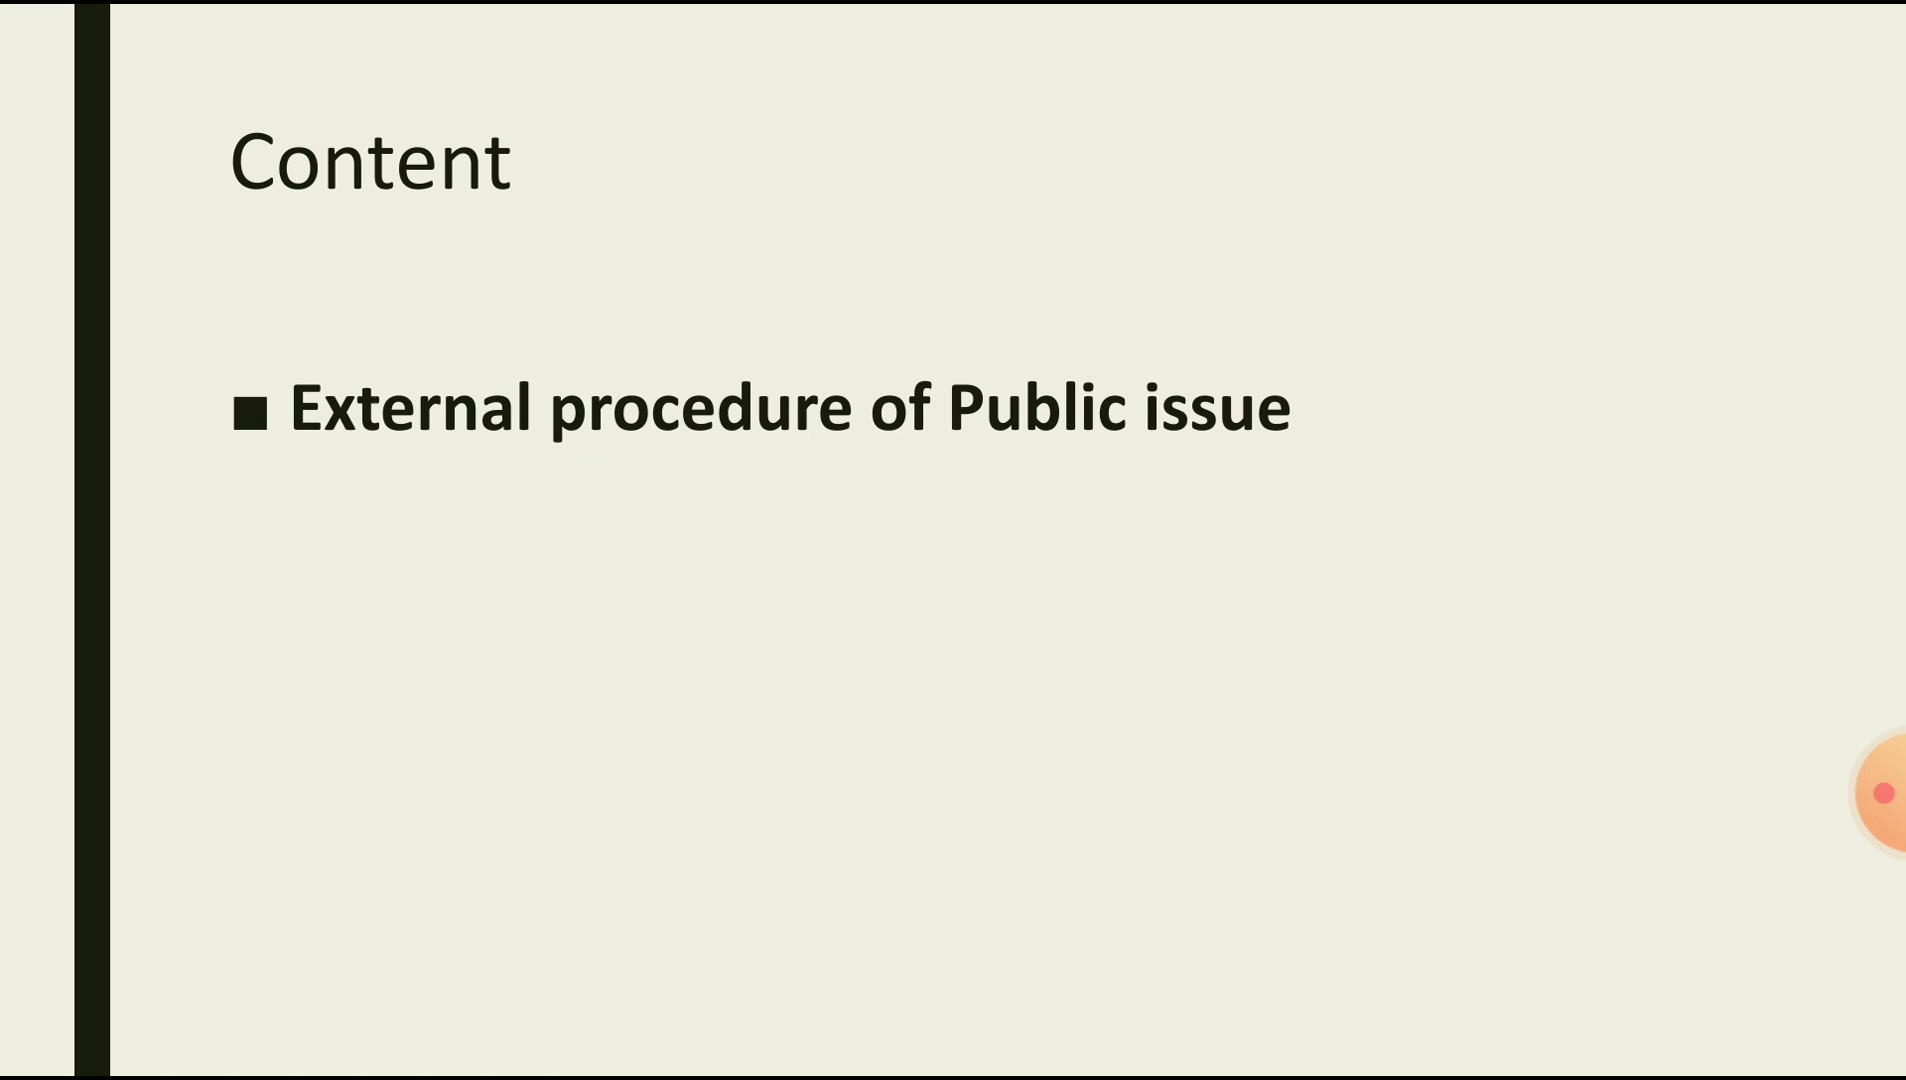 Content
■ External procedure of Public issue